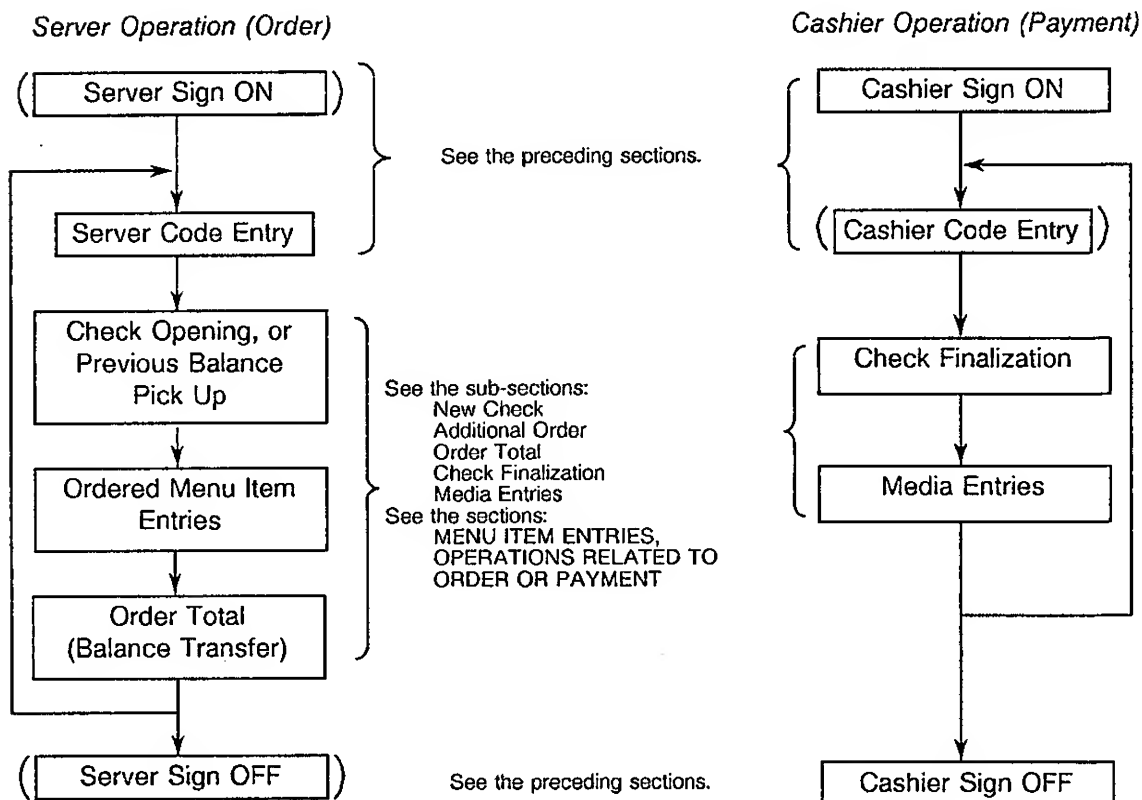 Server Operation (Order)
( Server Sign ON )
Server Code Entry
Check Opening, or
Previous Balance
Pick Up
Ordered Menu Item
Entries
Order Total
(Balance Transfer)
( Server Sign OFF )
See the preceding sections.
See the sub-sections:
New Check
Additional Order
Order Total
Check Finalization
Media Entries
See the sections:
MENU ITEM ENTRIES,
OPERATIONS RELATED TO
ORDER OR PAYMENT
See the preceding sections.
Cashier Operation (Payment)
Cashier Sign ON
( Cashier Code Entry )
Check Finalization
Media Entries
Cashier Sign OFF